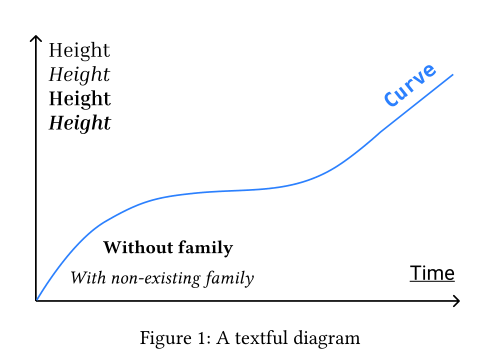 Height
Height
Height
Height
Curve
Without family
With non-existing family
Time
Figure 1: A textful diagram